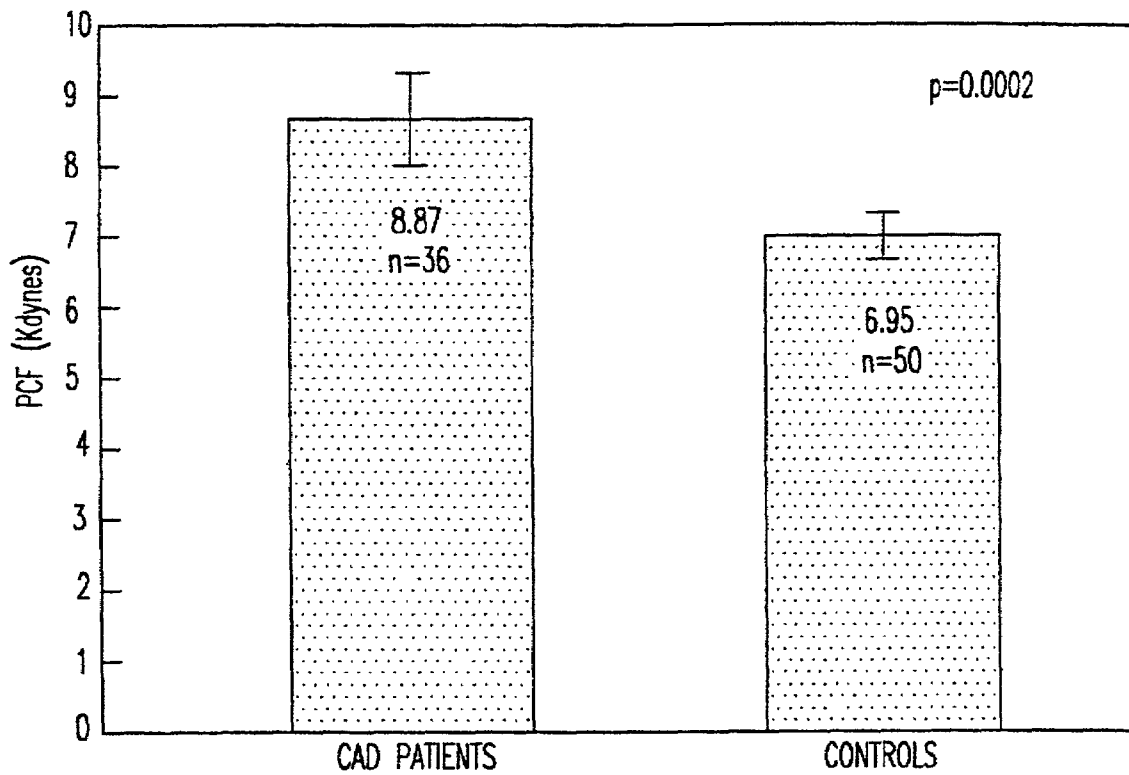 10
9
8
7
6
5
4
3
2
1
0
PCF (Kdynes)
p=0.0002
8.87
n=36
6.95
n=50
CAD PATIENTS
CONTROLS